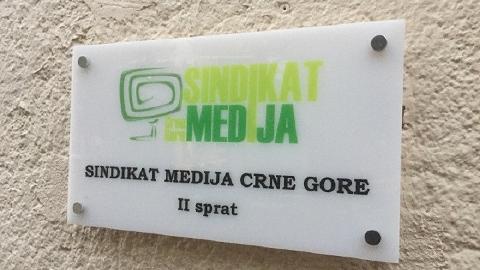 SINDIKAT
MEDIJA
SINDIKAT MEDIJA CRNE GORE
II sprat